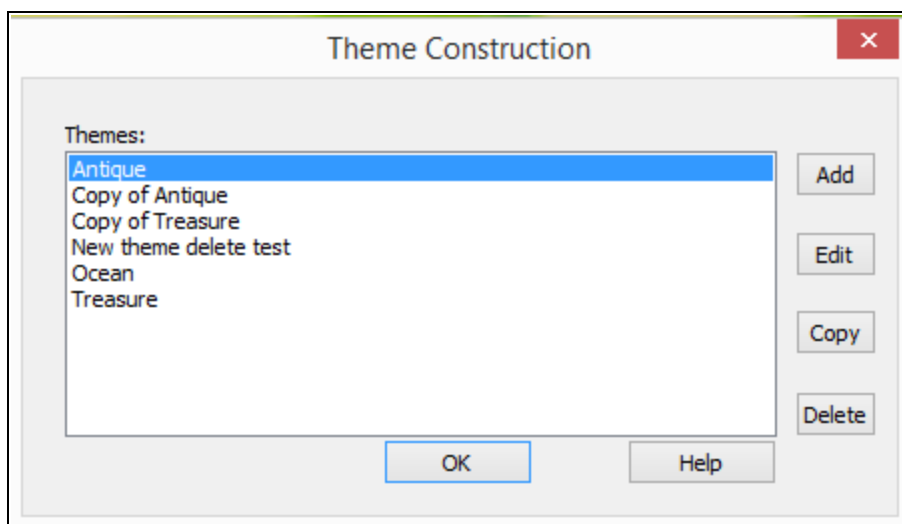 Theme Construction
Themes:
Antique
Copy of Antique
Copy of Treasure
New theme delete test
Ocean
Treasure
Add
Edit
Copy
Delete
OK
Help